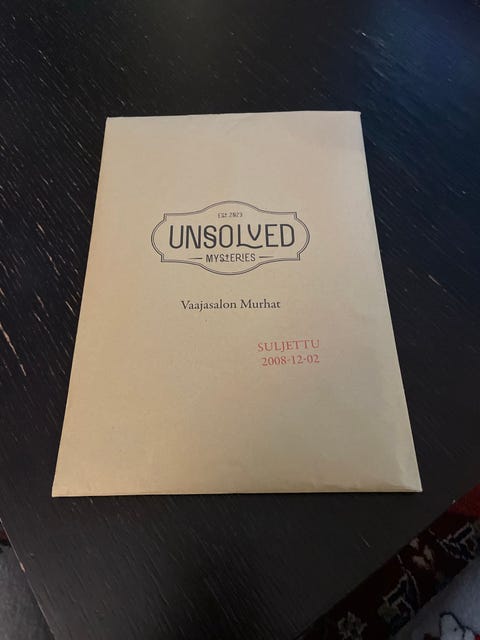 Est. 2023
UNSOLVED
MYSTERIES
Vaajasalon Murhat
SULJETTU
2008-12-02